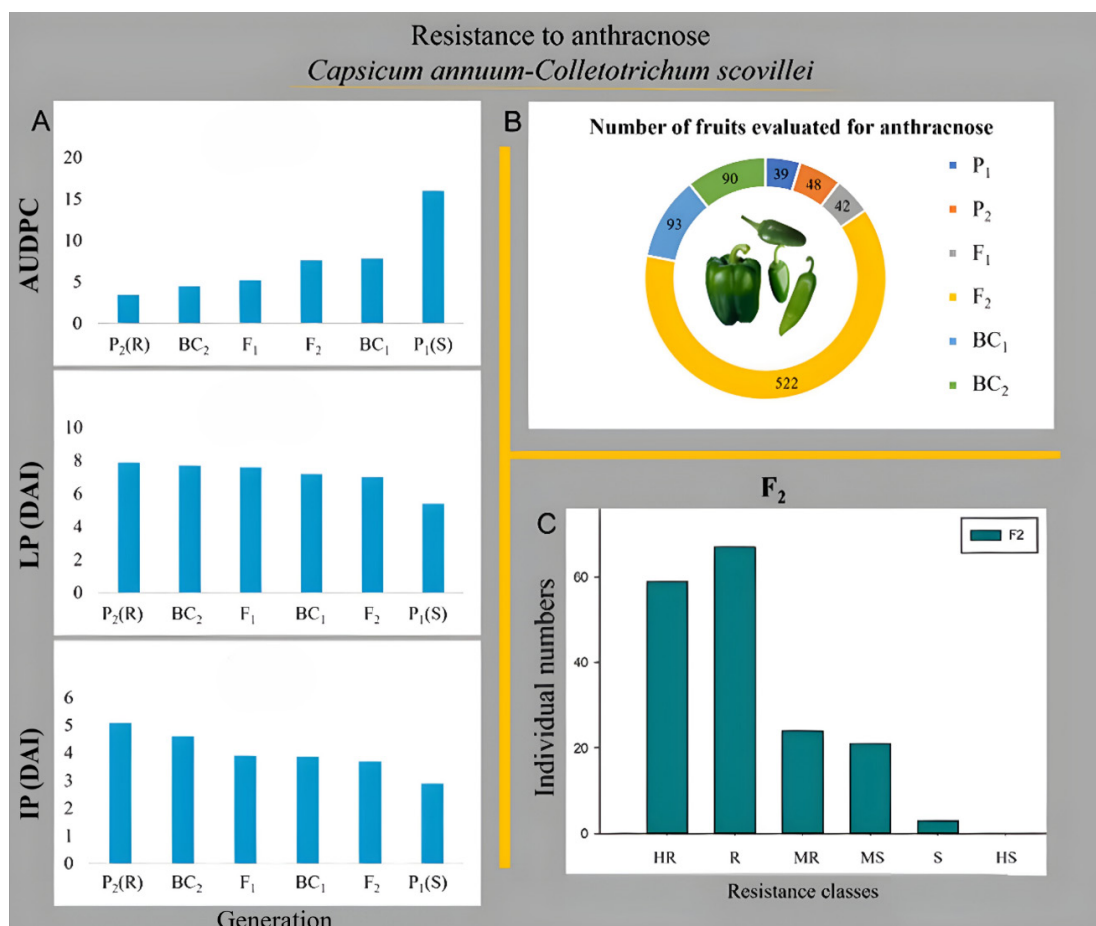 Resistance to anthracnose
Capsicum annuum-Colletotrichum scovillei
A
AUDPC
20
15
10
5
0
P₂(R) BC₂ F₁ F₂ BC₁ P₁(S)
LP (DAI)
10
8
6
4
2
0
P₂(R) BC₂ F₁ BC₁ F₂ P₁(S)
IP (DAI)
6
5
4
3
2
1
0
P₂(R) BC₂ F₁ BC₁ F₂ P₁(S)
Generation
B
Number of fruits evaluated for anthracnose
39
48
42
522
93
90
P₁
P₂
F₁
F₂
BC₁
BC₂
F₂
C
F2
Individual numbers
60
40
20
0
HR R MR MS S HS
Resistance classes